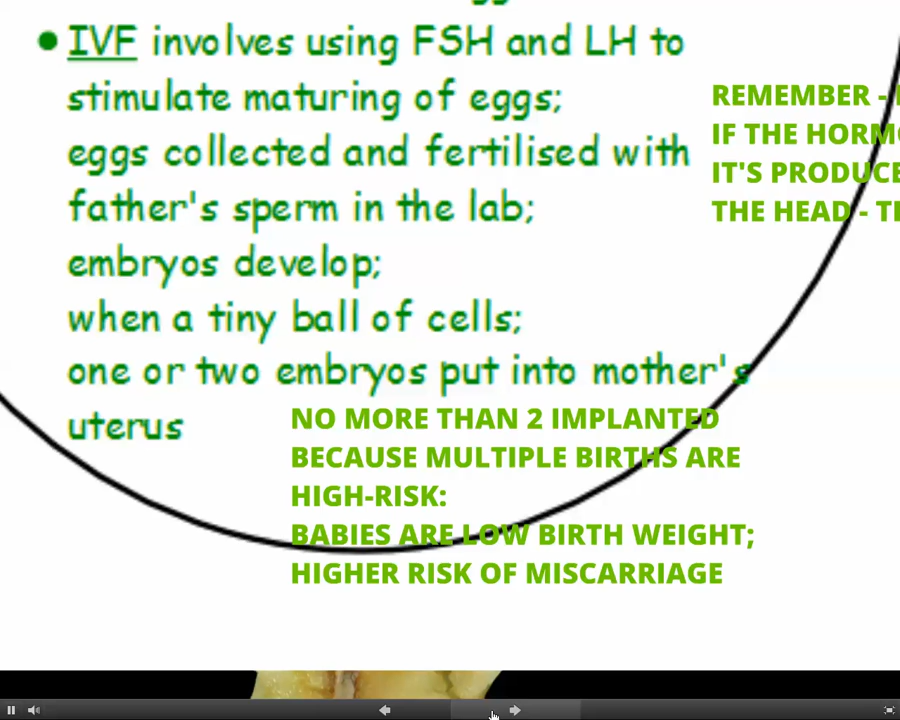 • IVF involves using FSH and LH to
stimulate maturing of eggs;
eggs collected and fertilised with
father's sperm in the lab;
embryos develop;
when a tiny ball of cells;
one or two embryos put into mother's
uterus
REMEMBER -
IF THE
IT'S
THE HEAD -
NO MORE THAN 2 IMPLANTED
BECAUSE MULTIPLE BIRTHS ARE
HIGH-RISK:
BABIES ARE LOW BIRTH WEIGHT;
HIGHER RISK OF MISCARRIAGE